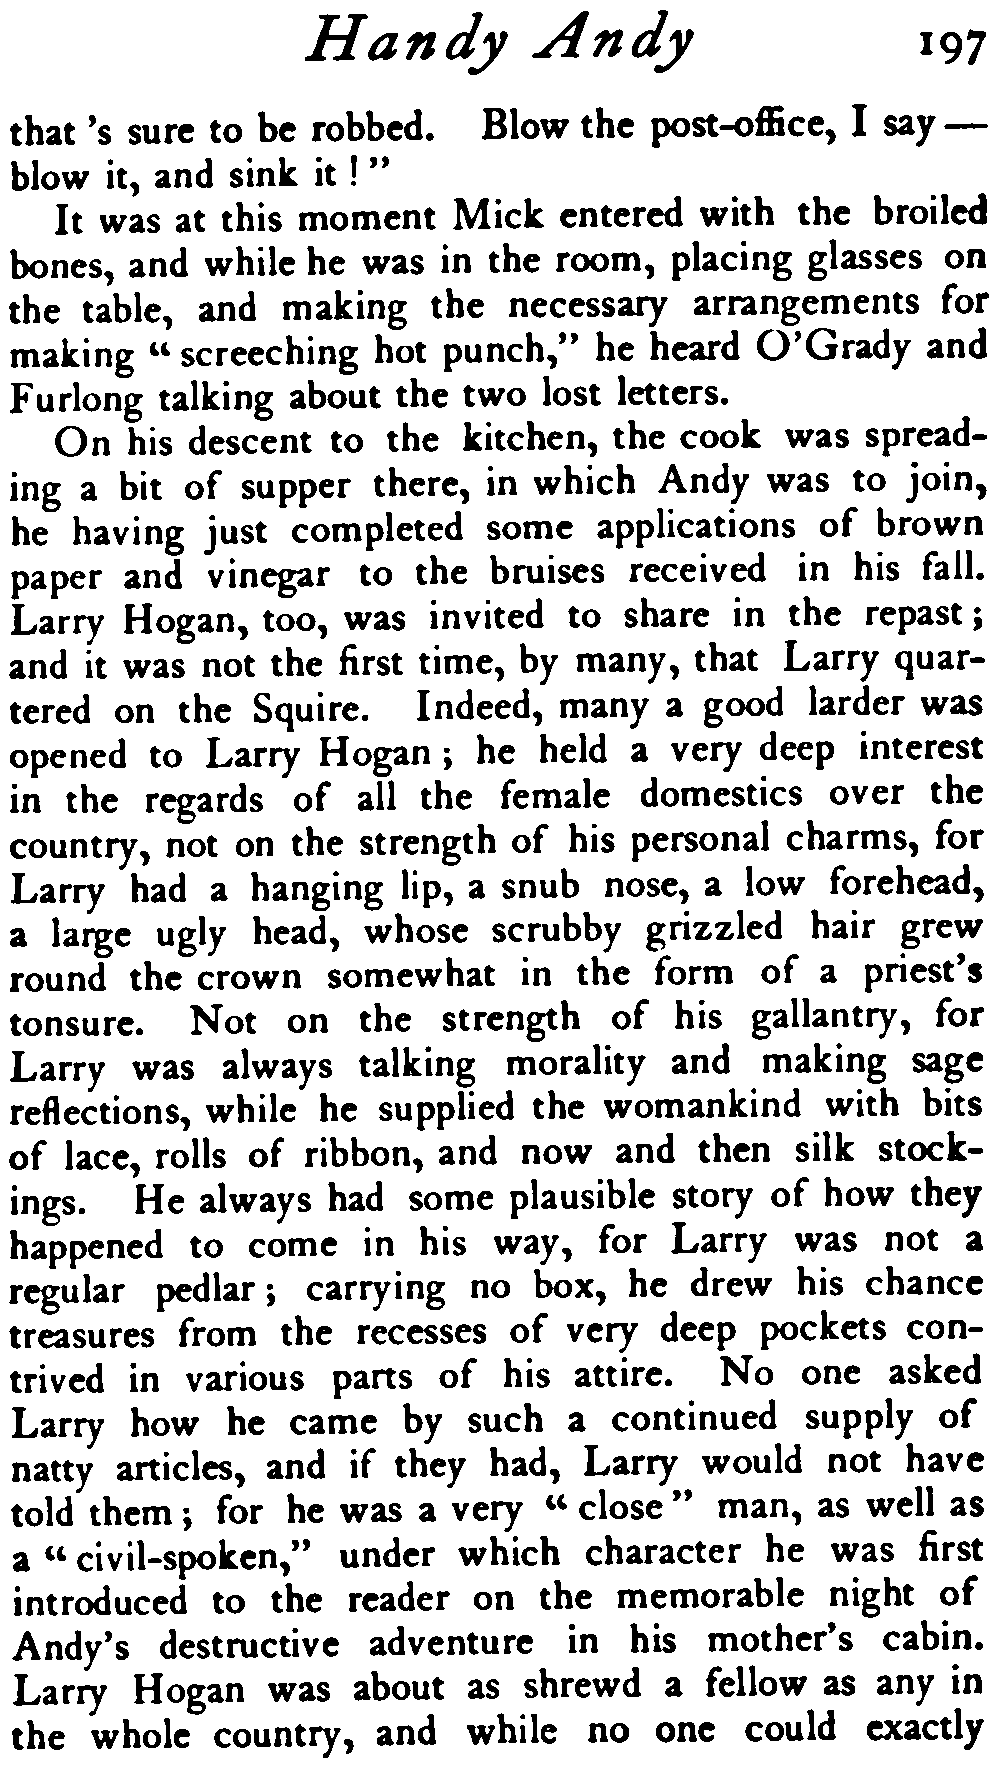 Handy Andy 197
that 's sure to be robbed. Blow the post-office, I say —
blow it, and sink it ! "
It was at this moment Mick entered with the broiled
bones, and while he was in the room, placing glasses on
the table, and making the necessary arrangements for
making " screeching hot punch," he heard O'Grady and
Furlong talking about the two lost letters.
On his descent to the kitchen, the cook was spread-
ing a bit of supper there, in which Andy was to join,
he having just completed some applications of brown
paper and vinegar to the bruises received in his fall.
Larry Hogan, too, was invited to share in the repast ;
and it was not the first time, by many, that Larry quar-
tered on the Squire. Indeed, many a good larder was
opened to Larry Hogan ; he held a very deep interest
in the regards of all the female domestics over the
country, not on the strength of his personal charms, for
Larry had a hanging lip, a snub nose, a low forehead,
a large ugly head, whose scrubby grizzled hair grew
round the crown somewhat in the form of a priest's
tonsure. Not on the strength of his gallantry, for
Larry was always talking morality and making sage
reflections, while he supplied the womankind with bits
of lace, rolls of ribbon, and now and then silk stock-
ings. He always had some plausible story of how they
happened to come in his way, for Larry was not a
regular pedlar ; carrying no box, he drew his chance
treasures from the recesses of very deep pockets con-
trived in various parts of his attire. No one asked
Larry how he came by such a continued supply of
natty articles, and if they had, Larry would not have
told them ; for he was a very " close " man, as well as
a " civil-spoken," under which character he was first
introduced to the reader on the memorable night of
Andy's destructive adventure in his mother's cabin.
Larry Hogan was about as shrewd a fellow as any in
the whole country, and while no one could exactly